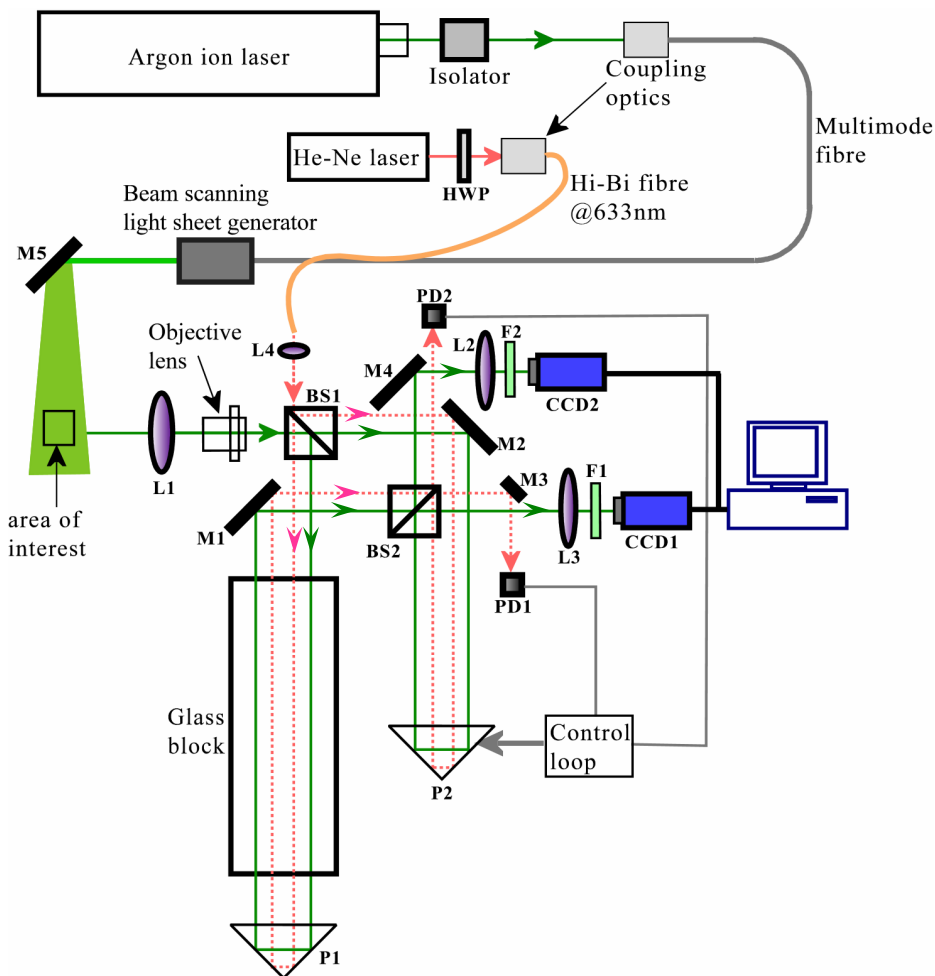 Argon ion laser
Isolator
Coupling
optics
Multimode
fibre
He-Ne laser
HWP
Hi-Bi fibre
@633nm
Beam scanning
light sheet generator
M5
PD2
Objective
lens
L4
L2
F2
M4
CCD2
BS1
M2
L1
M3
F1
area of
interest
M1
BS2
L3
CCD1
PD1
Glass
block
Control
loop
P2
P1